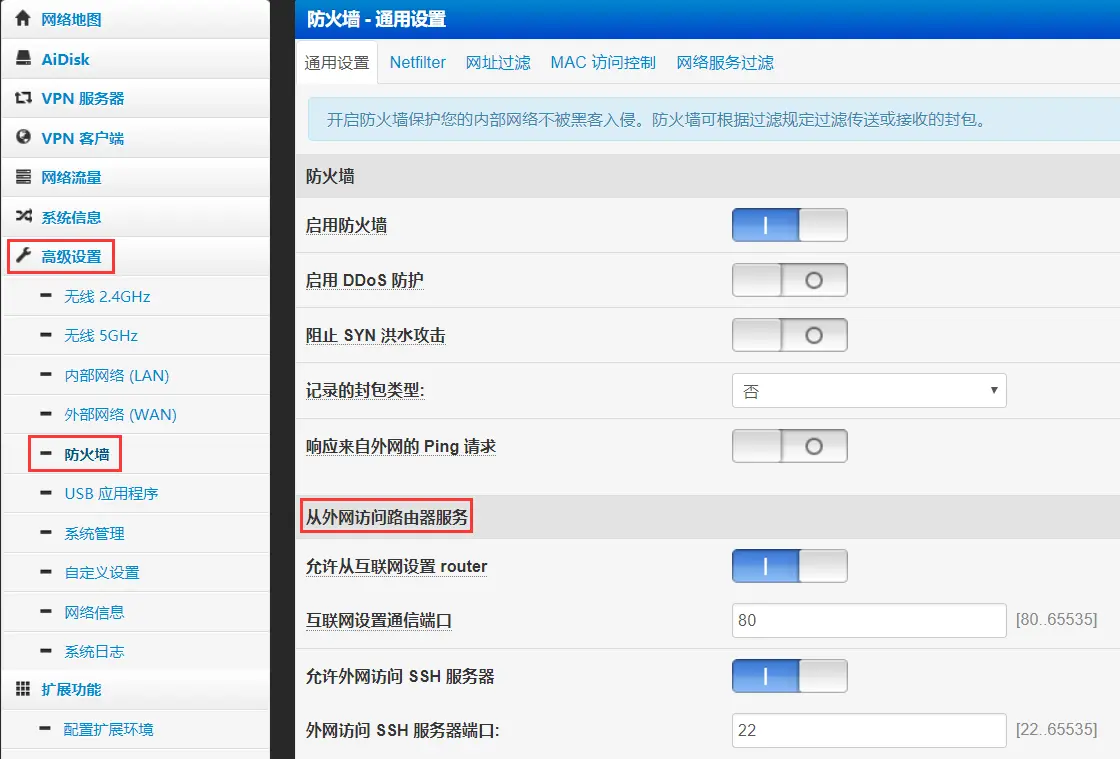 网络地图
AiDisk
VPN 服务器
VPN 客户端
网络流量
系统信息
高级设置
无线 2.4GHz
无线 5GHz
内部网络 (LAN)
外部网络 (WAN)
防火墙
USB 应用程序
系统管理
自定义设置
网络信息
系统日志
扩展功能
配置扩展环境
防火墙 - 通用设置
通用设置 Netfilter 网址过滤 MAC 访问控制 网络服务过滤
开启防火墙保护您的内部网络不被黑客入侵。防火墙可根据过滤规定过滤传送或接收的封包。
防火墙
启用防火墙
启用 DDoS 防护
阻止 SYN 洪水攻击
记录的封包类型: 否
响应来自外网的 Ping 请求
从外网访问路由器服务
允许从互联网设置 router
互联网设置通信端口 80 [80..65535]
允许外网访问 SSH 服务器
外网访问 SSH 服务器端口: 22 [22..65535]